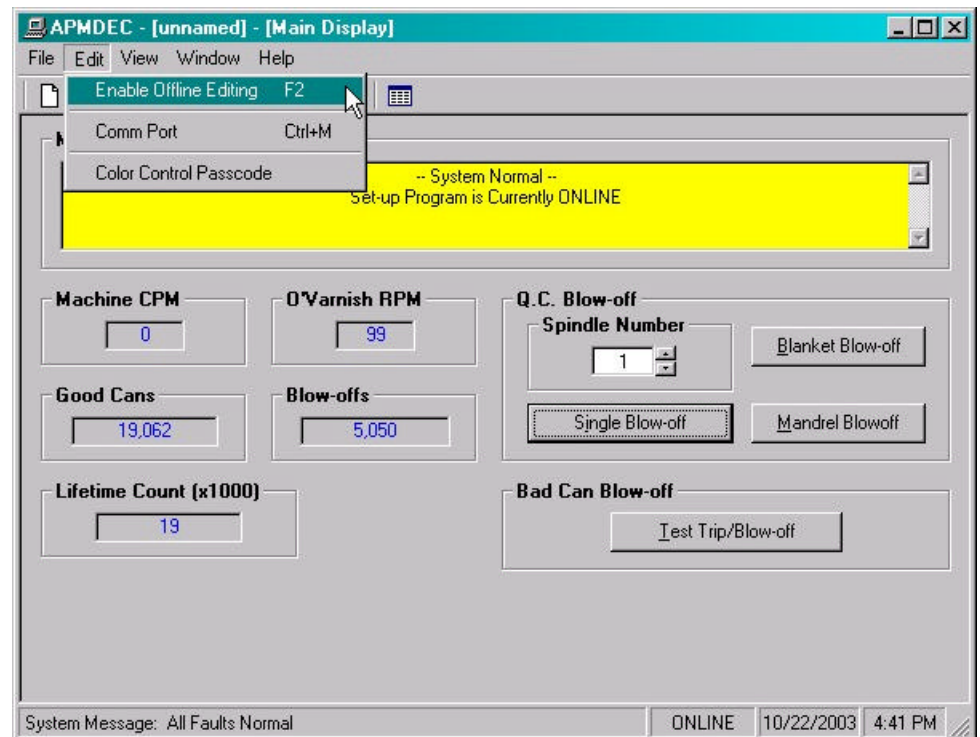 APMDEC - [unnamed] - [Main Display]
File Edit View Window Help
Enable Offline Editing F2
Comm Port Ctrl+M
Color Control Passcode
-- System Normal --
Set-up Program is Currently ONLINE
Machine CPM
0
O'Varnish RPM
99
Good Cans
19,062
Blow-offs
5,050
Lifetime Count (x1000)
19
Q.C. Blow-off
Spindle Number
1
Blanket Blow-off
Single Blow-off
Mandrel Blowoff
Bad Can Blow-off
Test Trip/Blow-off
System Message: All Faults Normal
ONLINE
10/22/2003
4:41 PM